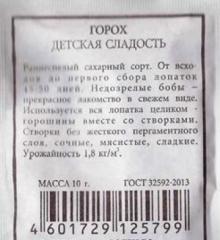 ГОРОХ
ДЕТСКАЯ СЛАДОСТЬ
Раннеспелый сахарный сорт. От всхо-
дов до первого сбора лопаток
45-50 дней. Недозрелые бобы –
прекрасное лакомство в свежем виде.
Используется вся лопатка целиком -
горошины вместе со створками.
Створки без жесткого пергаментного
слоя, сочные, мясистые, сладкие.
Урожайность 1,8 кг/м².
МАССА 10 г. ГОСТ 32592-2013
4 601729 125799